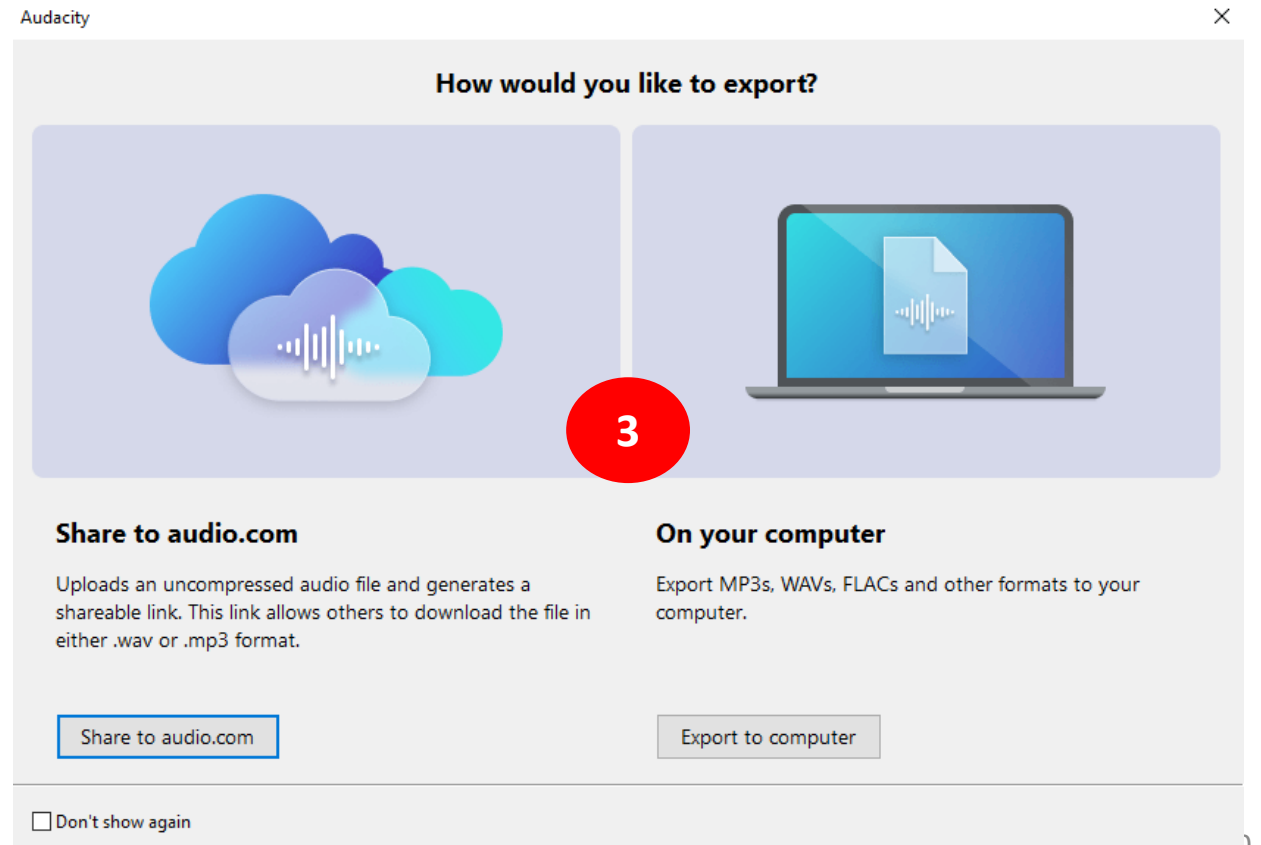 Audacity
How would you like to export?
3
Share to audio.com
Uploads an uncompressed audio file and generates a
shareable link. This link allows others to download the file in
either .wav or .mp3 format.
Share to audio.com
On your computer
Export MP3s, WAVs, FLACs and other formats to your
computer.
Export to computer
Don't show again